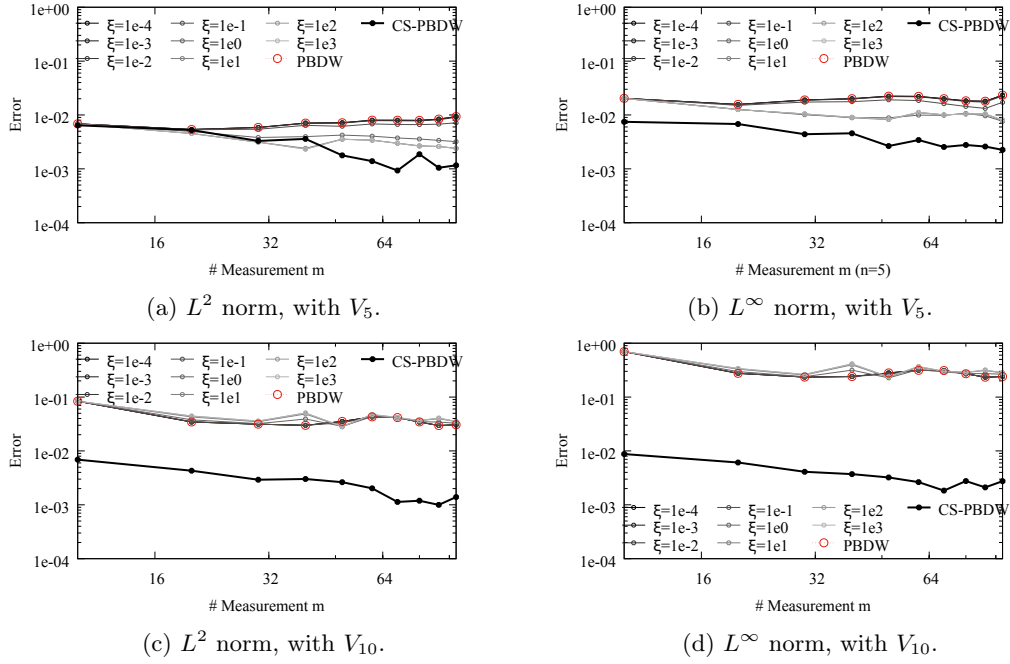 1e+00
1e-01
1e-02
1e-03
1e-04
Error
ξ=1e-4 ξ=1e-1 ξ=1e2 CS-PBDW
ξ=1e-3 ξ=1e0 ξ=1e3
ξ=1e-2 ξ=1e1 PBDW
16 32 64
# Measurement m
(a) L² norm, with V₅.
1e+00
1e-01
1e-02
1e-03
1e-04
Error
ξ=1e-4 ξ=1e-1 ξ=1e2 CS-PBDW
ξ=1e-3 ξ=1e0 ξ=1e3
ξ=1e-2 ξ=1e1 PBDW
16 32 64
# Measurement m (n=5)
(b) L∞ norm, with V₅.
1e+00
1e-01
1e-02
1e-03
1e-04
Error
ξ=1e-4 ξ=1e-1 ξ=1e2 CS-PBDW
ξ=1e-3 ξ=1e0 ξ=1e3
ξ=1e-2 ξ=1e1 PBDW
16 32 64
# Measurement m
(c) L² norm, with V₁₀.
1e+00
1e-01
1e-02
1e-03
1e-04
Error
ξ=1e-4 ξ=1e-1 ξ=1e2 CS-PBDW
ξ=1e-3 ξ=1e0 ξ=1e3
ξ=1e-2 ξ=1e1 PBDW
16 32 64
# Measurement m
(d) L∞ norm, with V₁₀.